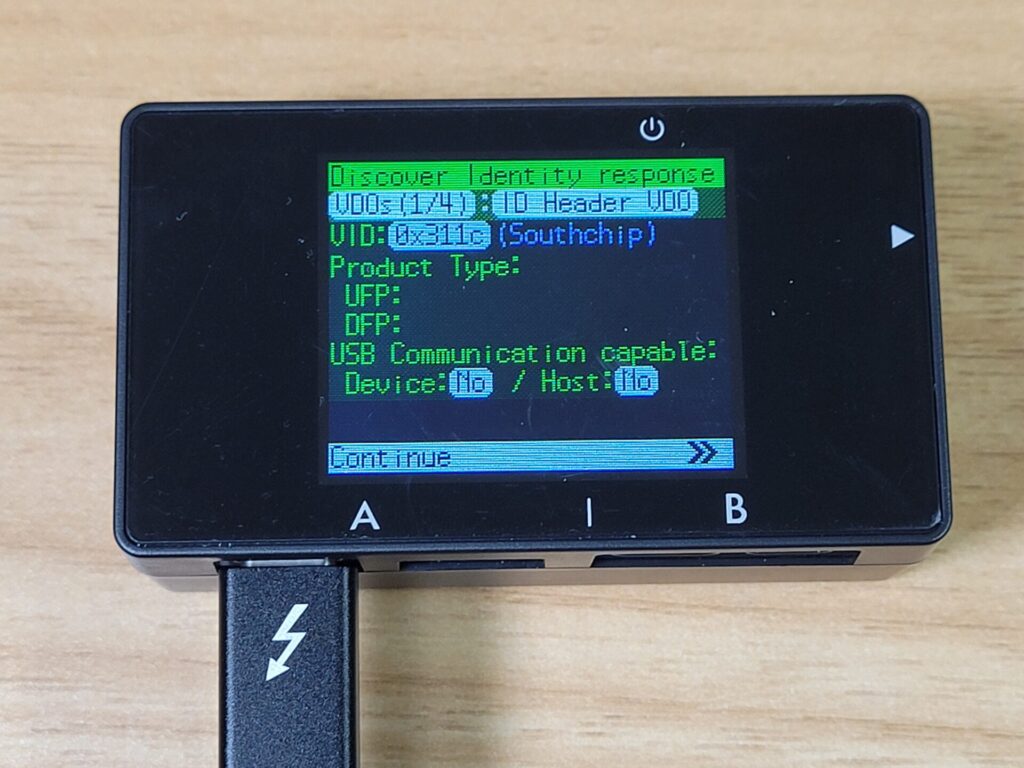 Discover Identity response
VDOs(1/4):ID Header VDO
VID:0x311c(Southchip)
Product Type:
UFP:
DFP:
USB Communication capable:
Device:No / Host:No
Continue
A
B